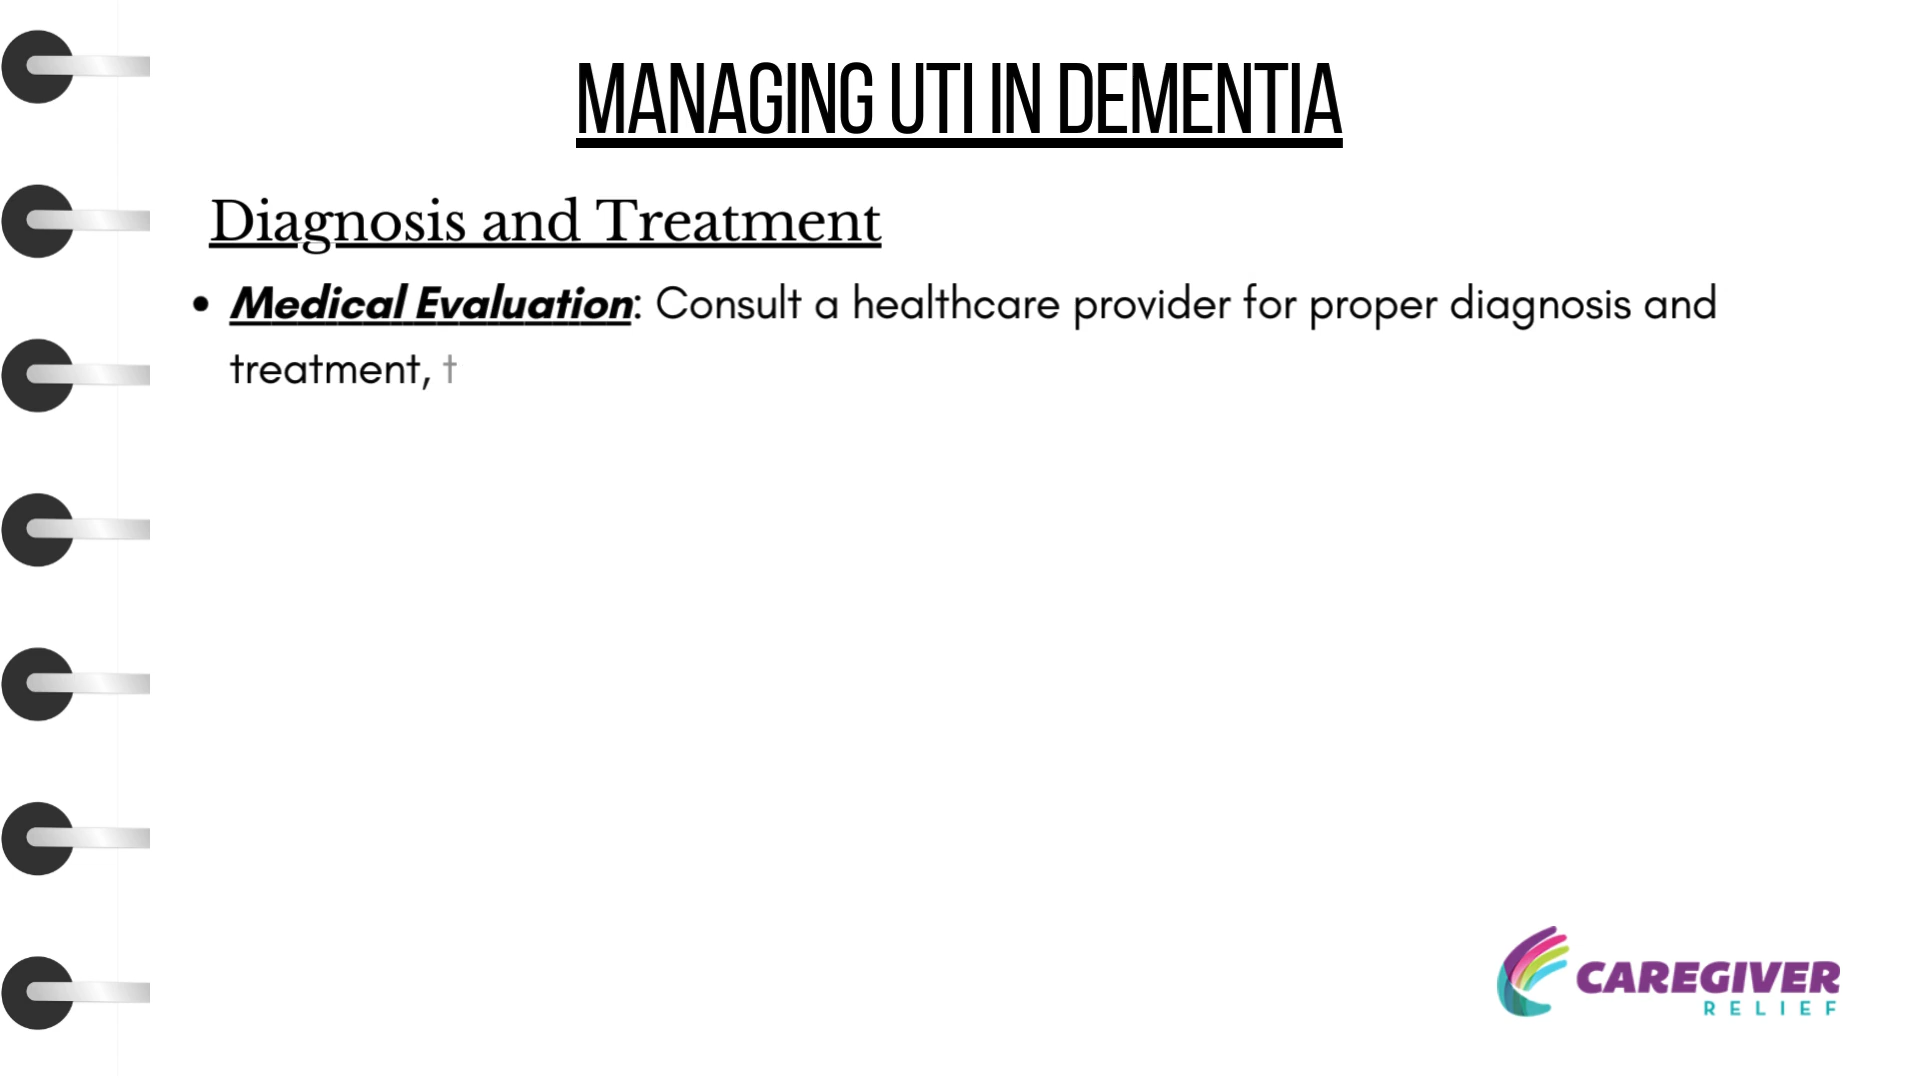 MANAGING UTI IN DEMENTIA
Diagnosis and Treatment
• Medical Evaluation: Consult a healthcare provider for proper diagnosis and
treatment, t
CAREGIVER
RELIEF